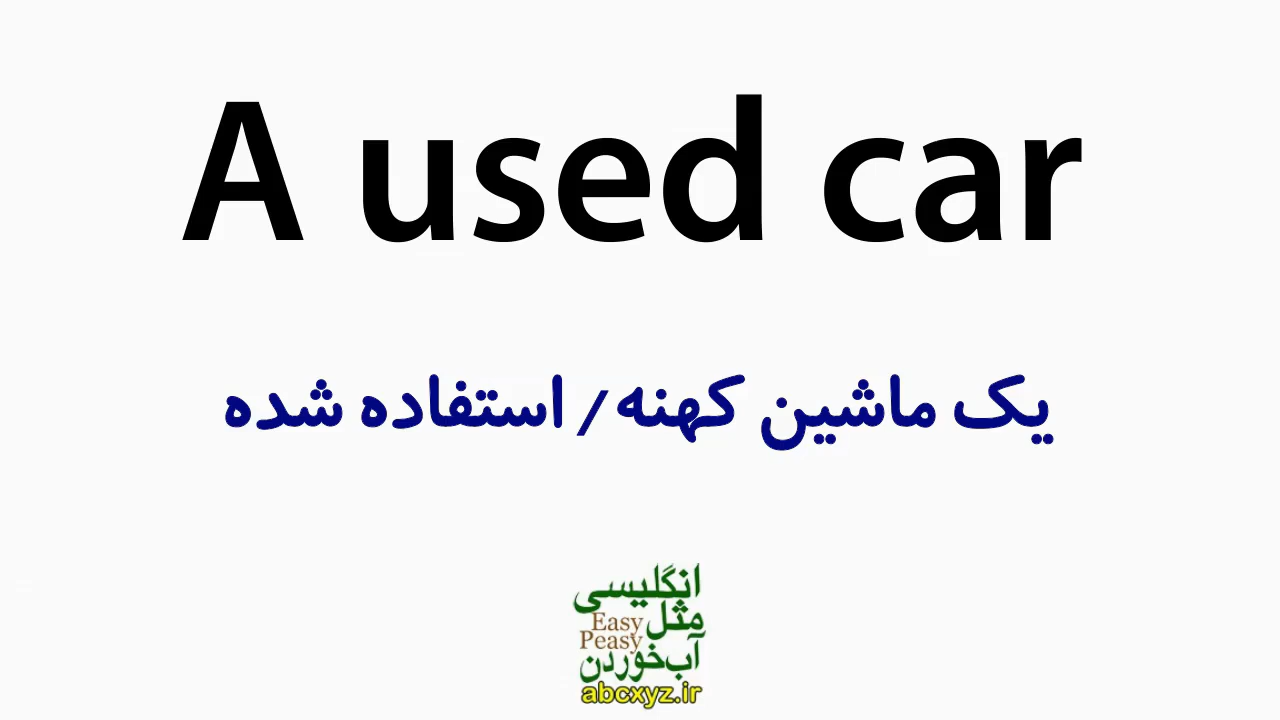 A used car
یک ماشین کهنه/ استفاده شده
انگلیسی
مثل
Easy
Peasy
آب‌خوردن
abcxyz.ir